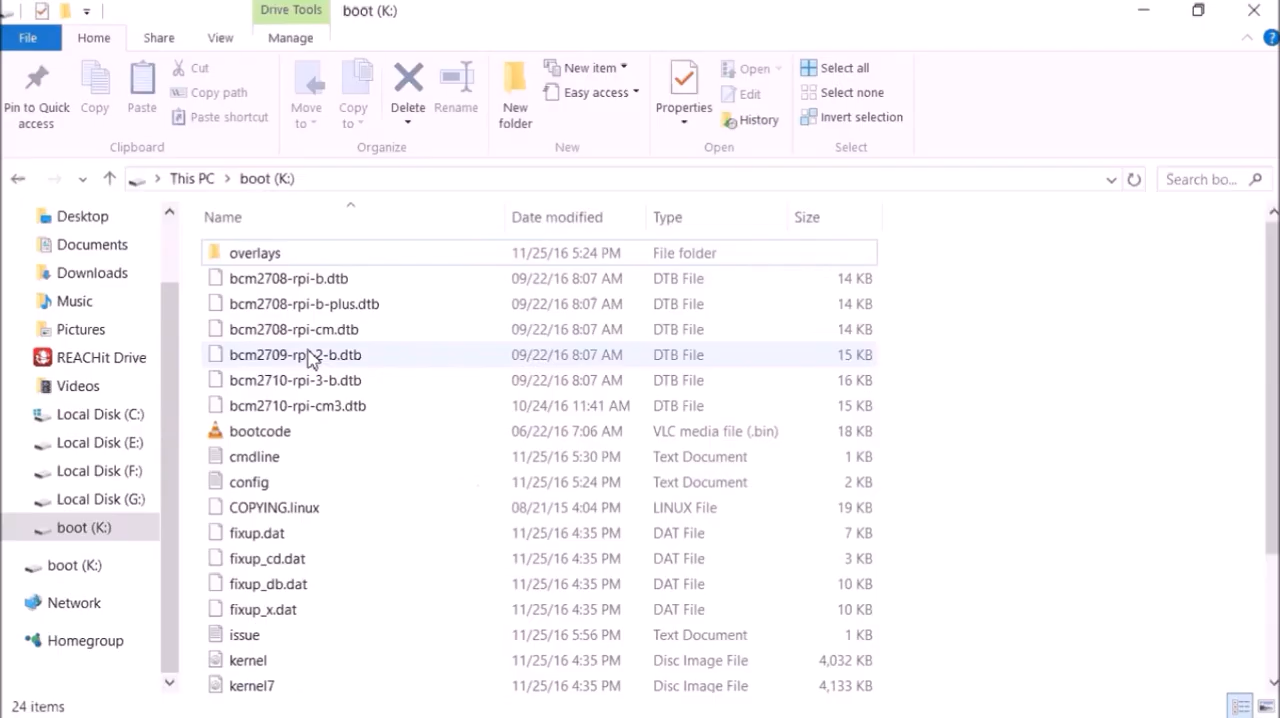 Drive Tools
boot (K:)
File
Home
Share
View
Manage
Pin to Quick access
Copy
Paste
Cut
Copy path
Paste shortcut
Clipboard
Move to
Copy to
Delete
Rename
Organize
New folder
New item
Easy access
New
Properties
Open
Edit
History
Open
Select all
Select none
Invert selection
Select
This PC > boot (K:)
Search bo...
Desktop
Documents
Downloads
Music
Pictures
REACHit Drive
Videos
Local Disk (C:)
Local Disk (E:)
Local Disk (F:)
Local Disk (G:)
boot (K:)
boot (K:)
Network
Homegroup
Name Date modified Type Size
overlays 11/25/16 5:24 PM File folder
bcm2708-rpi-b.dtb 09/22/16 8:07 AM DTB File 14 KB
bcm2708-rpi-b-plus.dtb 09/22/16 8:07 AM DTB File 14 KB
bcm2708-rpi-cm.dtb 09/22/16 8:07 AM DTB File 14 KB
bcm2709-rpi-2-b.dtb 09/22/16 8:07 AM DTB File 15 KB
bcm2710-rpi-3-b.dtb 09/22/16 8:07 AM DTB File 16 KB
bcm2710-rpi-cm3.dtb 10/24/16 11:41 AM DTB File 15 KB
bootcode 06/22/16 7:06 AM VLC media file (.bin) 18 KB
cmdline 11/25/16 5:30 PM Text Document 1 KB
config 11/25/16 5:24 PM Text Document 2 KB
COPYING.linux 08/21/15 4:04 PM LINUX File 19 KB
fixup.dat 11/25/16 4:35 PM DAT File 7 KB
fixup_cd.dat 11/25/16 4:35 PM DAT File 3 KB
fixup_db.dat 11/25/16 4:35 PM DAT File 10 KB
fixup_x.dat 11/25/16 4:35 PM DAT File 10 KB
issue 11/25/16 5:56 PM Text Document 1 KB
kernel 11/25/16 4:35 PM Disc Image File 4,032 KB
kernel7 11/25/16 4:35 PM Disc Image File 4,133 KB
24 items